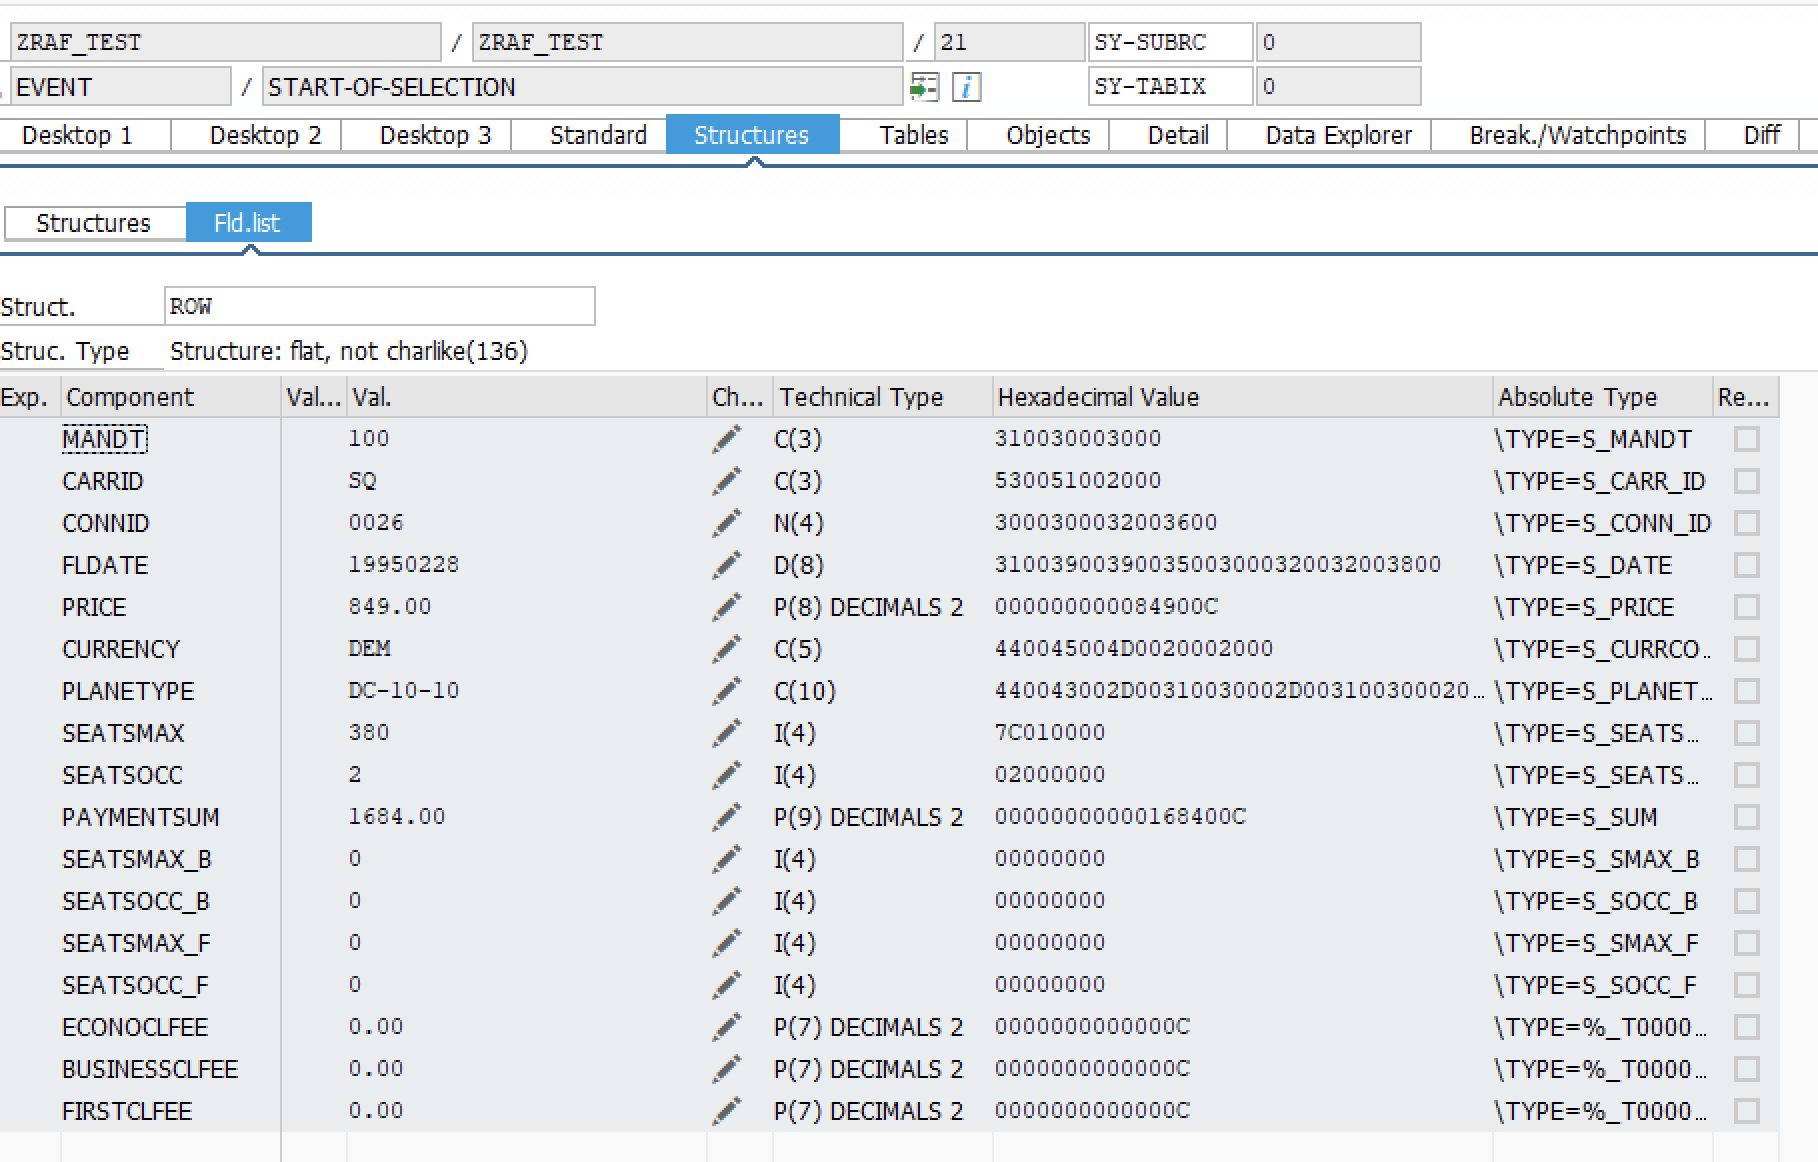 ZRAF_TEST / ZRAF_TEST / 21 SY-SUBRC 0
EVENT / START-OF-SELECTION SY-TABIX 0
Desktop 1 Desktop 2 Desktop 3 Standard Structures Tables Objects Detail Data Explorer Break./Watchpoints Diff
Structures Fld.list
Struct. ROW
Struc. Type Structure: flat, not charlike(136)
Exp. Component Val... Val. Ch... Technical Type Hexadecimal Value Absolute Type Re...
MANDT 100 C(3) 310030003000 \TYPE=S_MANDT
CARRID SQ C(3) 530051002000 \TYPE=S_CARR_ID
CONNID 0026 N(4) 3000300032003600 \TYPE=S_CONN_ID
FLDATE 19950228 D(8) 31003900390035003000320032003800 \TYPE=S_DATE
PRICE 849.00 P(8) DECIMALS 2 000000000084900C \TYPE=S_PRICE
CURRENCY DEM C(5) 440045004D0020002000 \TYPE=S_CURRCO...
PLANETYPE DC-10-10 C(10) 440043002D00310030002D003100300020... \TYPE=S_PLANET...
SEATSMAX 380 I(4) 7C010000 \TYPE=S_SEATS...
SEATSOCC 2 I(4) 02000000 \TYPE=S_SEATS...
PAYMENTSUM 1684.00 P(9) DECIMALS 2 00000000000168400C \TYPE=S_SUM
SEATSMAX_B 0 I(4) 00000000 \TYPE=S_SMAX_B
SEATSOCC_B 0 I(4) 00000000 \TYPE=S_SOCC_B
SEATSMAX_F 0 I(4) 00000000 \TYPE=S_SMAX_F
SEATSOCC_F 0 I(4) 00000000 \TYPE=S_SOCC_F
ECONOCLFEE 0.00 P(7) DECIMALS 2 0000000000000C \TYPE=%_T0000...
BUSINESSCLFEE 0.00 P(7) DECIMALS 2 0000000000000C \TYPE=%_T0000...
FIRSTCLFEE 0.00 P(7) DECIMALS 2 0000000000000C \TYPE=%_T0000...